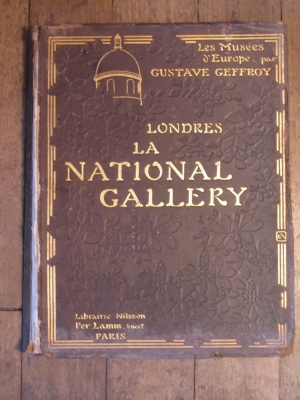 Les Musées
d'Europe, par
GUSTAVE GEFFROY
LONDRES
LA
NATIONAL
GALLERY
Librairie Nilsson
Per Lamm, Succr
PARIS